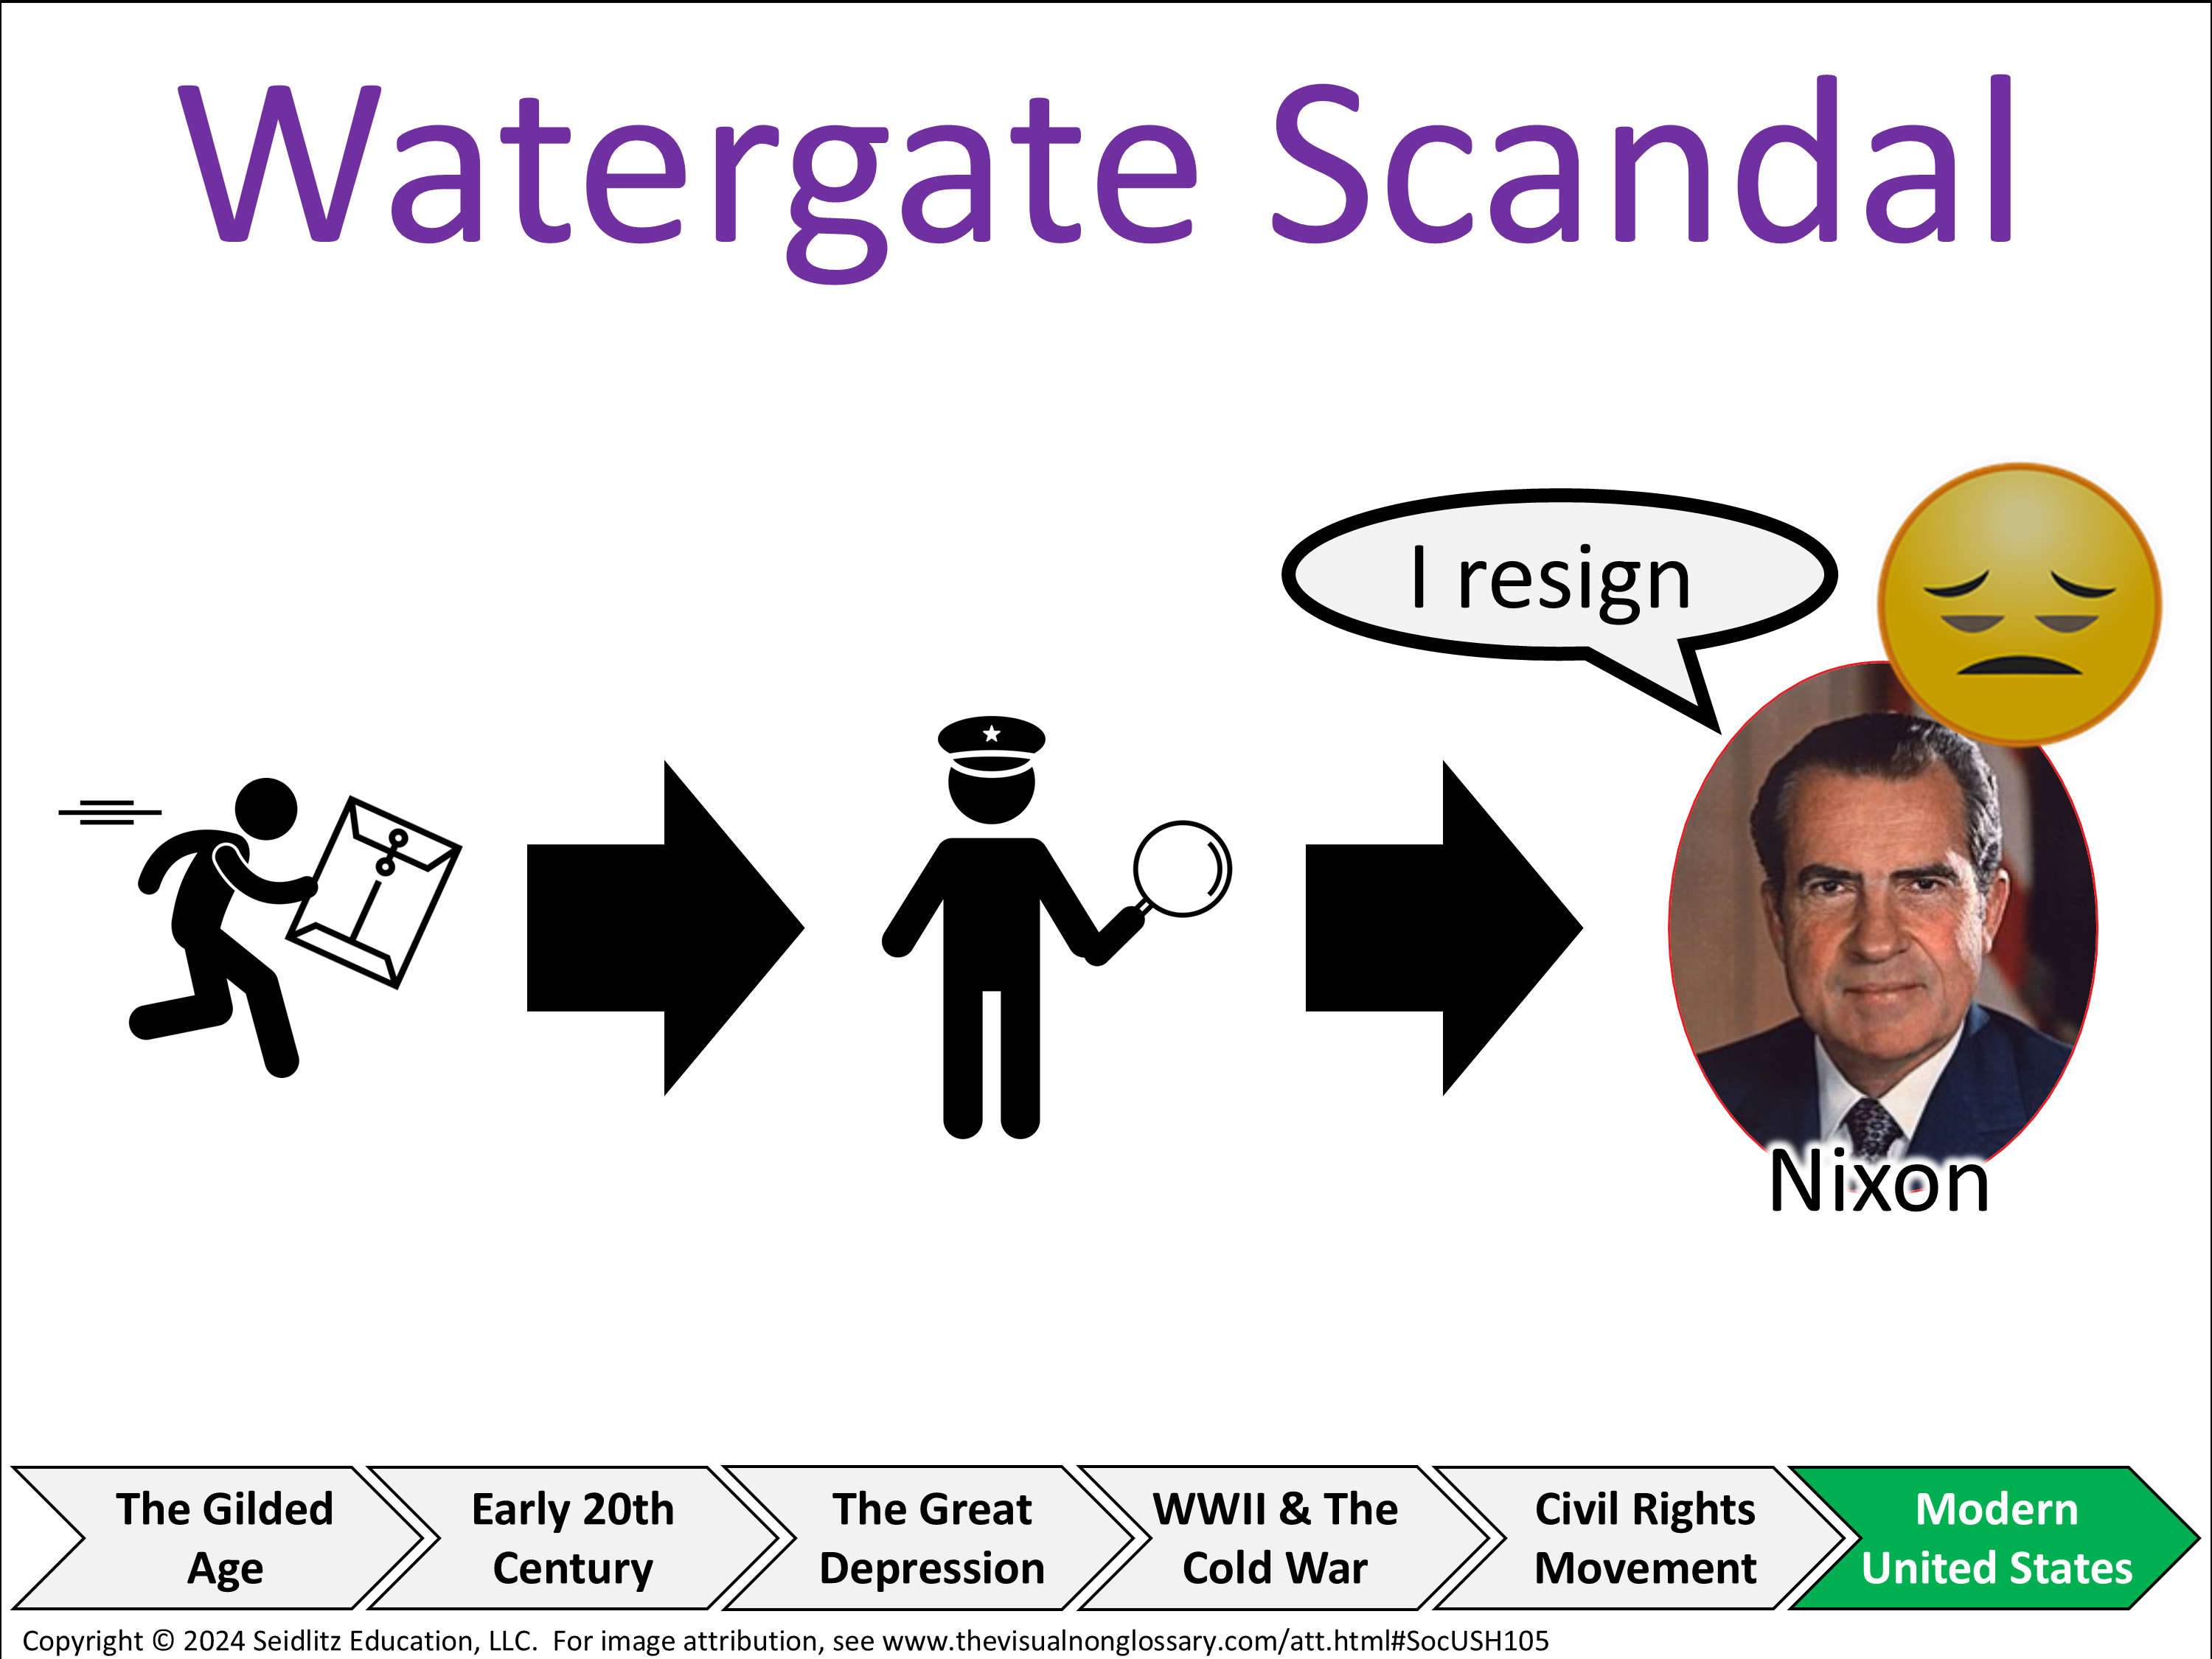 Watergate Scandal
I resign
Nixon
The Gilded
Age
Early 20th
Century
The Great
Depression
WWII & The
Cold War
Civil Rights
Movement
Modern
United States
Copyright © 2024 Seidlitz Education, LLC.  For image attribution, see www.thevisualnonglossary.com/att.html#SocUSH105